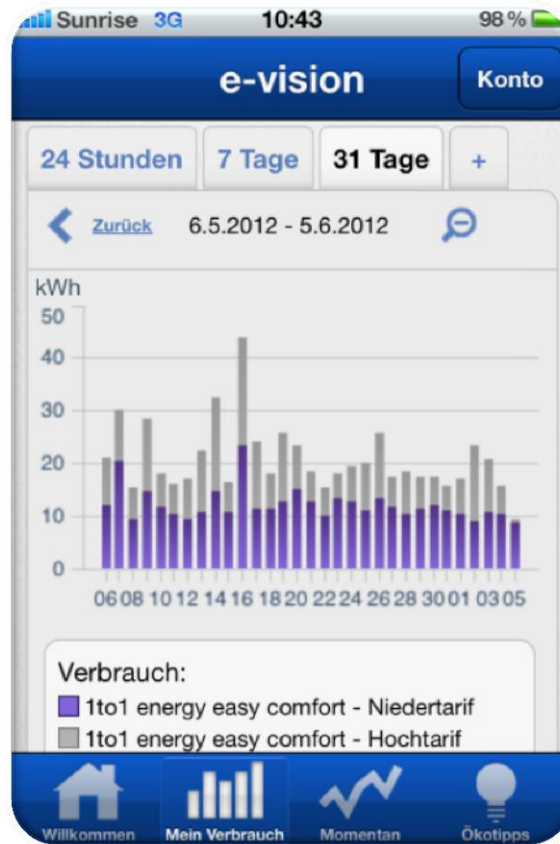 Sunrise 3G 10:43 98 %
e-vision Konto
24 Stunden 7 Tage 31 Tage +
Zurück 6.5.2012 - 5.6.2012
kWh
50
40
30
20
10
0
06 08 10 12 14 16 18 20 22 24 26 28 30 01 03 05
Verbrauch:
1to1 energy easy comfort - Niedertarif
1to1 energy easy comfort - Hochtarif
Willkommen Mein Verbrauch Momentan Ökotipps